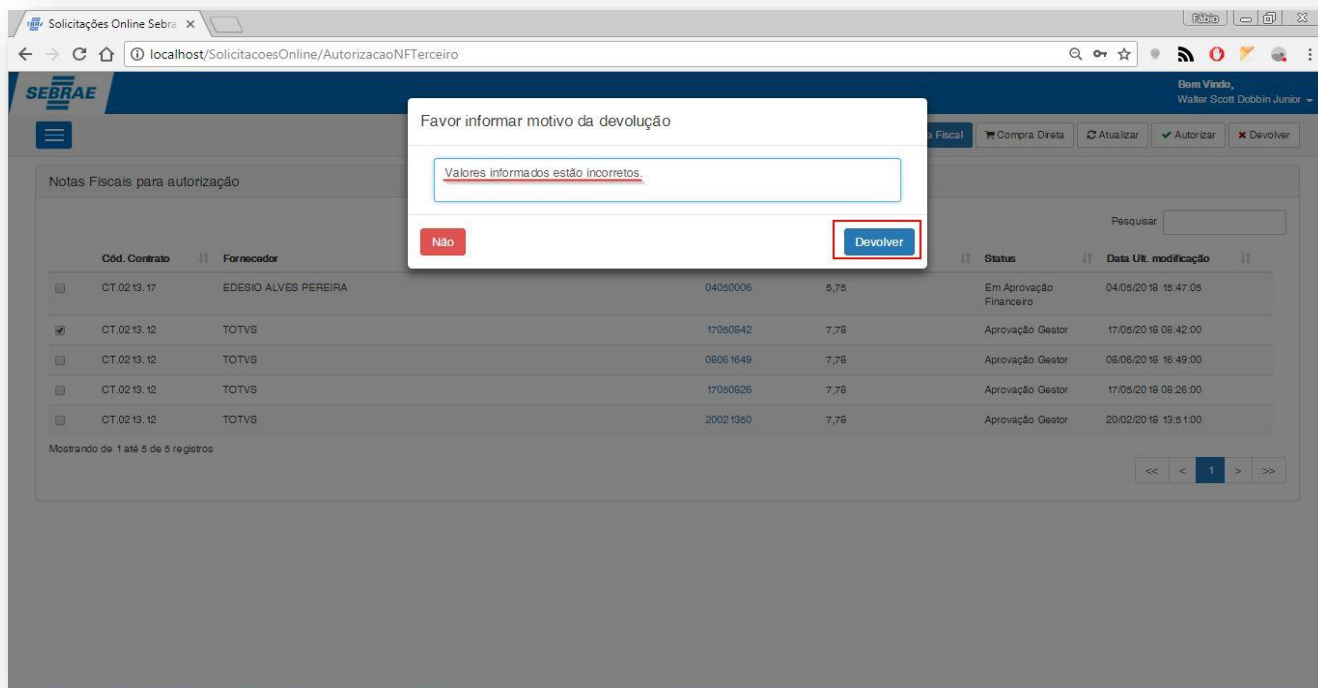 Solicitações Online Sebra
Fábio
localhost/SolicitacoesOnline/AutorizacaoNFTerceiro
SEBRAE
Bem Vindo,
Walter Scott Dobbin Junior
a Fiscal Compra Direta Atualizar Autorizar Devolver
Favor informar motivo da devolução
Valores informados estão incorretos.
Não Devolver
Notas Fiscais para autorização
Pesquisar
Cód. Contrato Fornecedor Status Data Ult. modificação
CT.0213.17 EDESIO ALVES PEREIRA 04050006 5,75 Em Aprovação Financeiro 04/05/2018 15:47:05
CT.0213.12 TOTVS 17050842 7,78 Aprovação Gestor 17/05/2018 08:42:00
CT.0213.12 TOTVS 08061649 7,78 Aprovação Gestor 08/06/2018 16:49:00
CT.0213.12 TOTVS 17050826 7,78 Aprovação Gestor 17/05/2018 08:26:00
CT.0213.12 TOTVS 20021350 7,78 Aprovação Gestor 20/02/2018 13:51:00
Mostrando de 1 até 5 de 5 registros
<< < 1 > >>